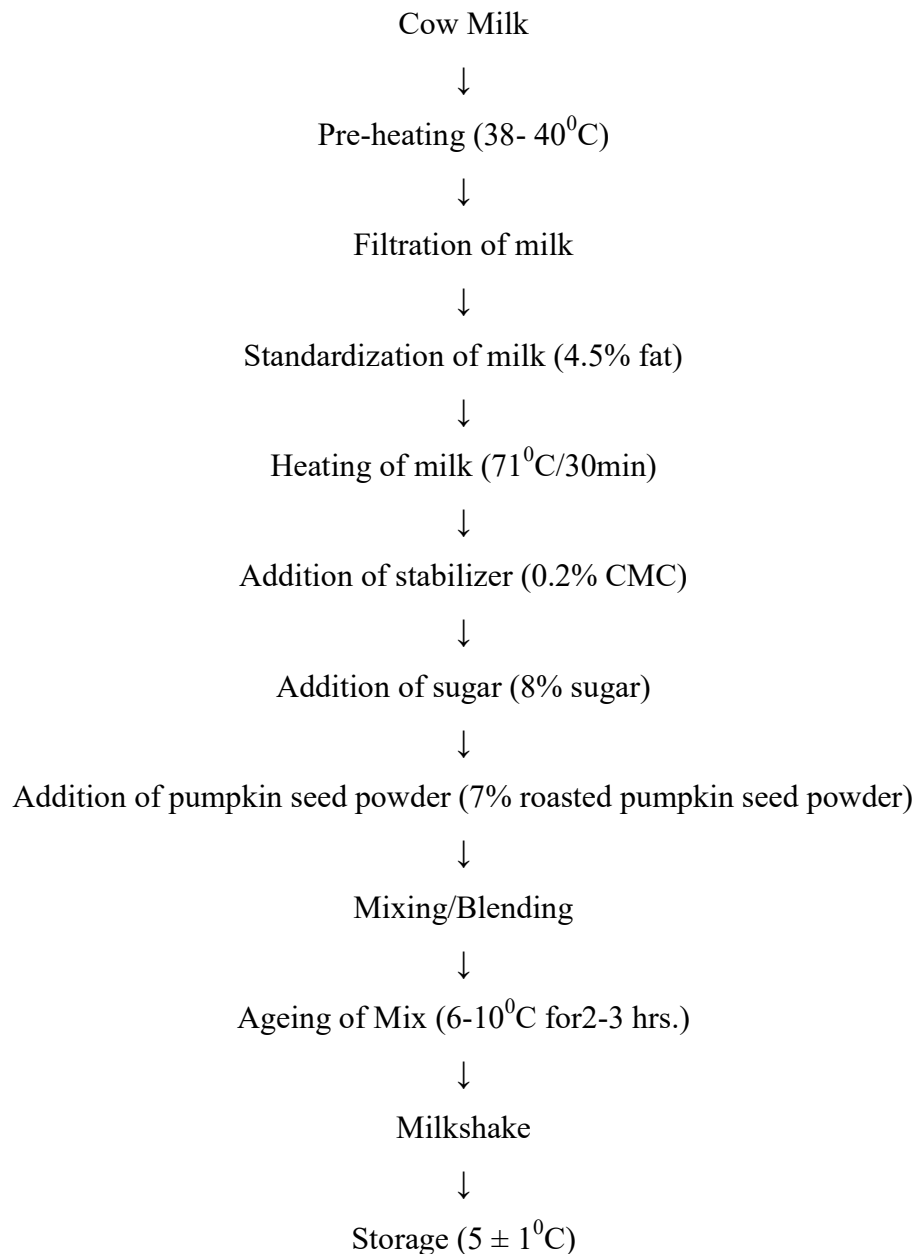 Cow Milk
↓
Pre-heating (38- 40⁰C)
↓
Filtration of milk
↓
Standardization of milk (4.5% fat)
↓
Heating of milk (71⁰C/30min)
↓
Addition of stabilizer (0.2% CMC)
↓
Addition of sugar (8% sugar)
↓
Addition of pumpkin seed powder (7% roasted pumpkin seed powder)
↓
Mixing/Blending
↓
Ageing of Mix (6-10⁰C for2-3 hrs.)
↓
Milkshake
↓
Storage (5 ± 1⁰C)